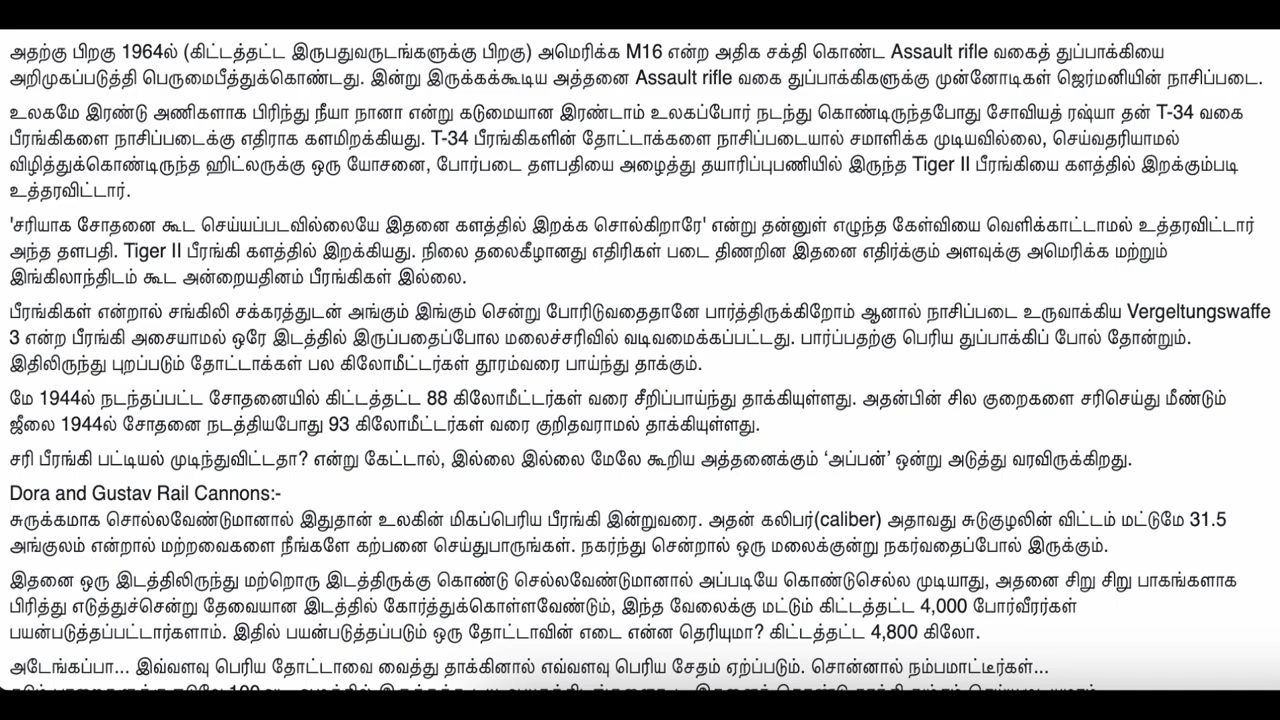 அதற்கு பிறகு 1964ல் (கிட்டத்தட்ட இருபதுவருடங்களுக்கு பிறகு) அமெரிக்க M16 என்ற அதிக சக்தி கொண்ட Assault rifle வகைத் துப்பாக்கியை
அறிமுகப்படுத்தி பெருமைபீத்துக்கொண்டது. இன்று இருக்கக்கூடிய அத்தனை Assault rifle வகை துப்பாக்கிகளுக்கு முன்னோடிகள் ஜெர்மனியின் நாசிப்படை.
உலகமே இரண்டு அணிகளாக பிரிந்து நீயா நானா என்று கடுமையான இரண்டாம் உலகப்போர் நடந்து கொண்டிருந்தபோது சோவியத் ரஷ்யா தன் T-34 வகை
பீரங்கிகளை நாசிப்படைக்கு எதிராக களமிறக்கியது. T-34 பீரங்கிகளின் தோட்டாக்களை நாசிப்படையால் சமாளிக்க முடியவில்லை, செய்வதரியாமல்
விழித்துக்கொண்டிருந்த ஹிட்லருக்கு ஒரு யோசனை, போர்படை தளபதியை அழைத்து தயாரிப்புபணியில் இருந்த Tiger II பீரங்கியை களத்தில் இறக்கும்படி
உத்தரவிட்டார்.
'சரியாக சோதனை கூட செய்யப்படவில்லையே இதனை களத்தில் இறக்க சொல்கிறாரே' என்று தன்னுள் எழுந்த கேள்வியை வெளிக்காட்டாமல் உத்தரவிட்டார்
அந்த தளபதி. Tiger II பீரங்கி களத்தில் இறக்கியது. நிலை தலைகீழானது எதிரிகள் படை திணறின இதனை எதிர்க்கும் அளவுக்கு அமெரிக்க மற்றும்
இங்கிலாந்திடம் கூட அன்றையதினம் பீரங்கிகள் இல்லை.
பீரங்கிகள் என்றால் சங்கிலி சக்கரத்துடன் அங்கும் இங்கும் சென்று போரிடுவதைதானே பார்த்திருக்கிறோம் ஆனால் நாசிப்படை உருவாக்கிய Vergeltungswaffe
3 என்ற பீரங்கி அசையாமல் ஒரே இடத்தில் இருப்பதைப்போல மலைச்சரிவில் வடிவமைக்கப்பட்டது. பார்ப்பதற்கு பெரிய துப்பாக்கிப் போல் தோன்றும்.
இதிலிருந்து புறப்படும் தோட்டாக்கள் பல கிலோமீட்டர்கள் தூரம்வரை பாய்ந்து தாக்கும்.
மே 1944ல் நடந்தப்பட்ட சோதனையில் கிட்டத்தட்ட 88 கிலோமீட்டர்கள் வரை சீறிப்பாய்ந்து தாக்கியுள்ளது. அதன்பின் சில குறைகளை சரிசெய்து மீண்டும்
ஜீலை 1944ல் சோதனை நடத்தியபோது 93 கிலோமீட்டர்கள் வரை குறிதவராமல் தாக்கியுள்ளது.
சரி பீரங்கி பட்டியல் முடிந்துவிட்டதா? என்று கேட்டால், இல்லை இல்லை மேலே கூறிய அத்தனைக்கும் ‘அப்பன்’ ஒன்று அடுத்து வரவிருக்கிறது.
Dora and Gustav Rail Cannons:-
சுருக்கமாக சொல்லவேண்டுமானால் இதுதான் உலகின் மிகப்பெரிய பீரங்கி இன்றுவரை. அதன் கலிபர்(caliber) அதாவது சுடுகுழலின் விட்டம் மட்டுமே 31.5
அங்குலம் என்றால் மற்றவைகளை நீங்களே கற்பனை செய்துபாருங்கள். நகர்ந்து சென்றால் ஒரு மலைக்குன்று நகர்வதைப்போல் இருக்கும்.
இதனை ஒரு இடத்திலிருந்து மற்றொரு இடத்திருக்கு கொண்டு செல்லவேண்டுமானால் அப்படியே கொண்டுசெல்ல முடியாது, அதனை சிறு சிறு பாகங்களாக
பிரித்து எடுத்துச்சென்று தேவையான இடத்தில் கோர்த்துக்கொள்ளவேண்டும், இந்த வேலைக்கு மட்டும் கிட்டத்தட்ட 4,000 போர்வீரர்கள்
பயன்படுத்தப்பட்டார்களாம். இதில் பயன்படுத்தப்படும் ஒரு தோட்டாவின் எடை என்ன தெரியுமா? கிட்டத்தட்ட 4,800 கிலோ.
அடேங்கப்பா... இவ்வளவு பெரிய தோட்டாவை வைத்து தாக்கினால் எவ்வளவு பெரிய சேதம் ஏற்ப்படும். சொன்னால் நம்பமாட்டீர்கள்...